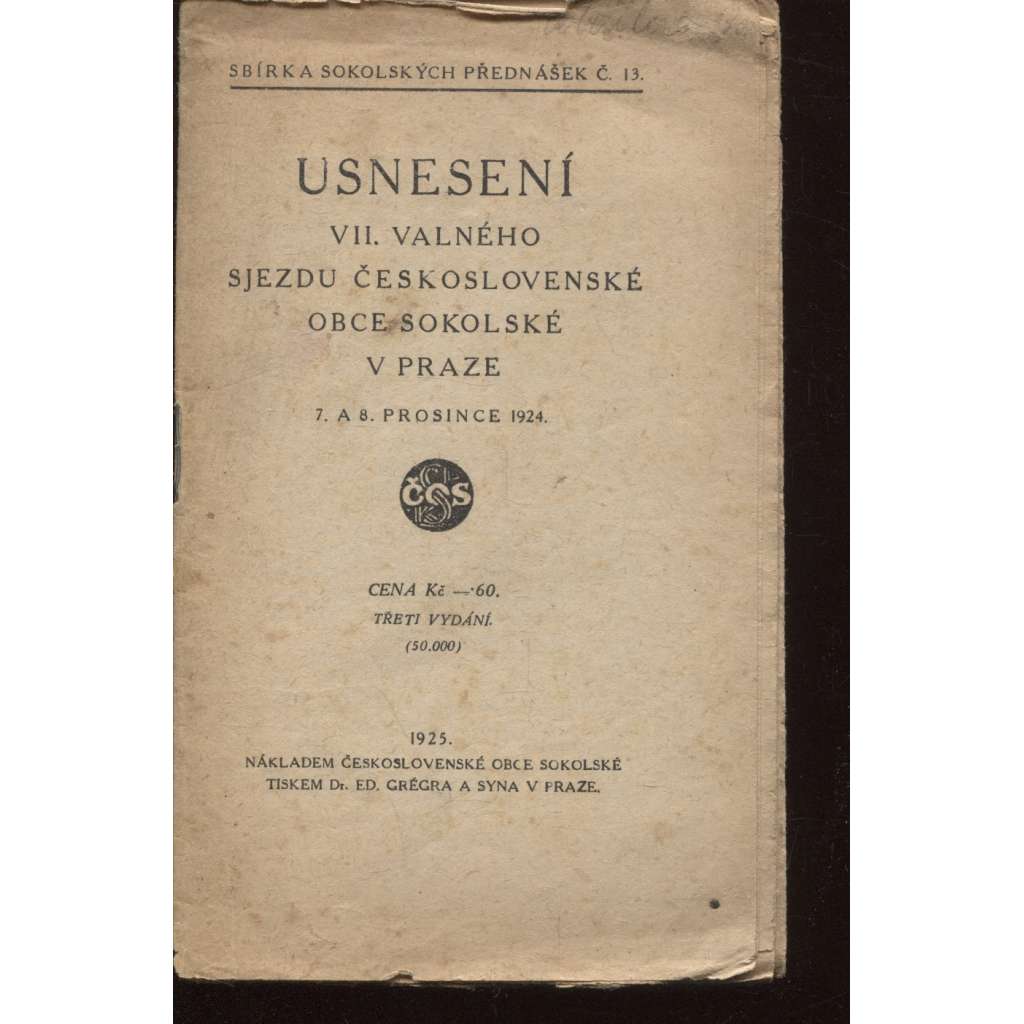 SBÍRKA SOKOLSKÝCH PŘEDNÁŠEK Č. 13.
USNESENÍ
VII. VALNÉHO
SJEZDU ČESKOSLOVENSKÉ
OBCE SOKOLSKÉ
V PRAZE
7. A 8. PROSINCE 1924.
ČOS
CENA Kč —·60.
TŘETI VYDÁNÍ.
(50.000)
1925.
NÁKLADEM ČESKOSLOVENSKÉ OBCE SOKOLSKÉ
TISKEM Dr. ED. GRÉGRA A SYNA V PRAZE.